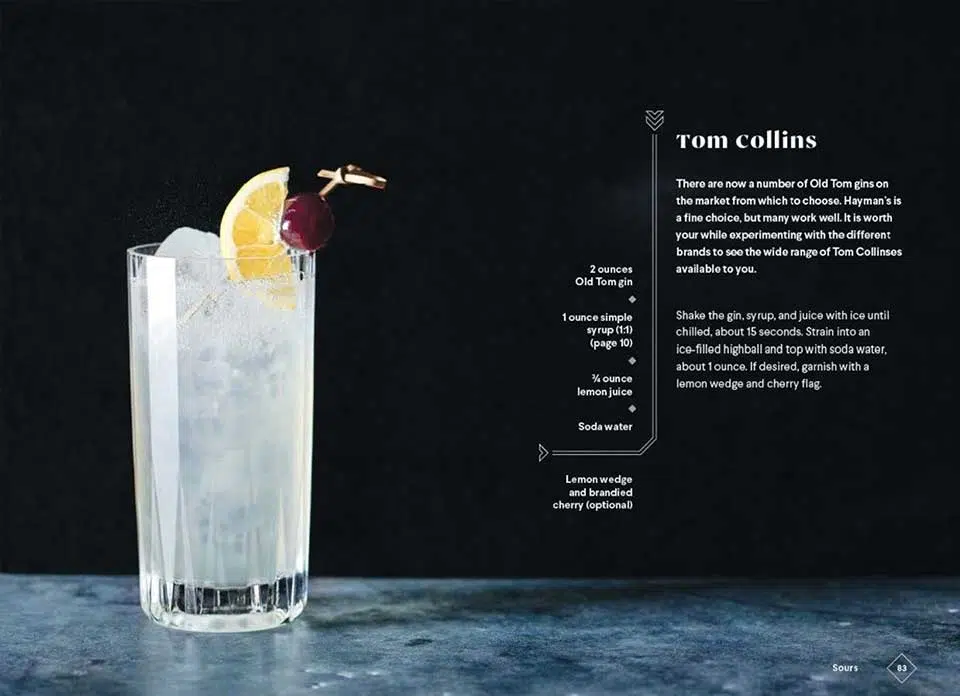 Tom Collins
There are now a number of Old Tom gins on
the market from which to choose. Hayman's is
a fine choice, but many work well. It is worth
your while experimenting with the different
brands to see the wide range of Tom Collinses
available to you.
2 ounces
Old Tom gin
1 ounce simple
syrup (1:1)
(page 10)
¾ ounce
lemon juice
Soda water
Lemon wedge
and brandied
cherry (optional)
Shake the gin, syrup, and juice with ice until
chilled, about 15 seconds. Strain into an
ice-filled highball and top with soda water,
about 1 ounce. If desired, garnish with a
lemon wedge and cherry flag.
Sours
83